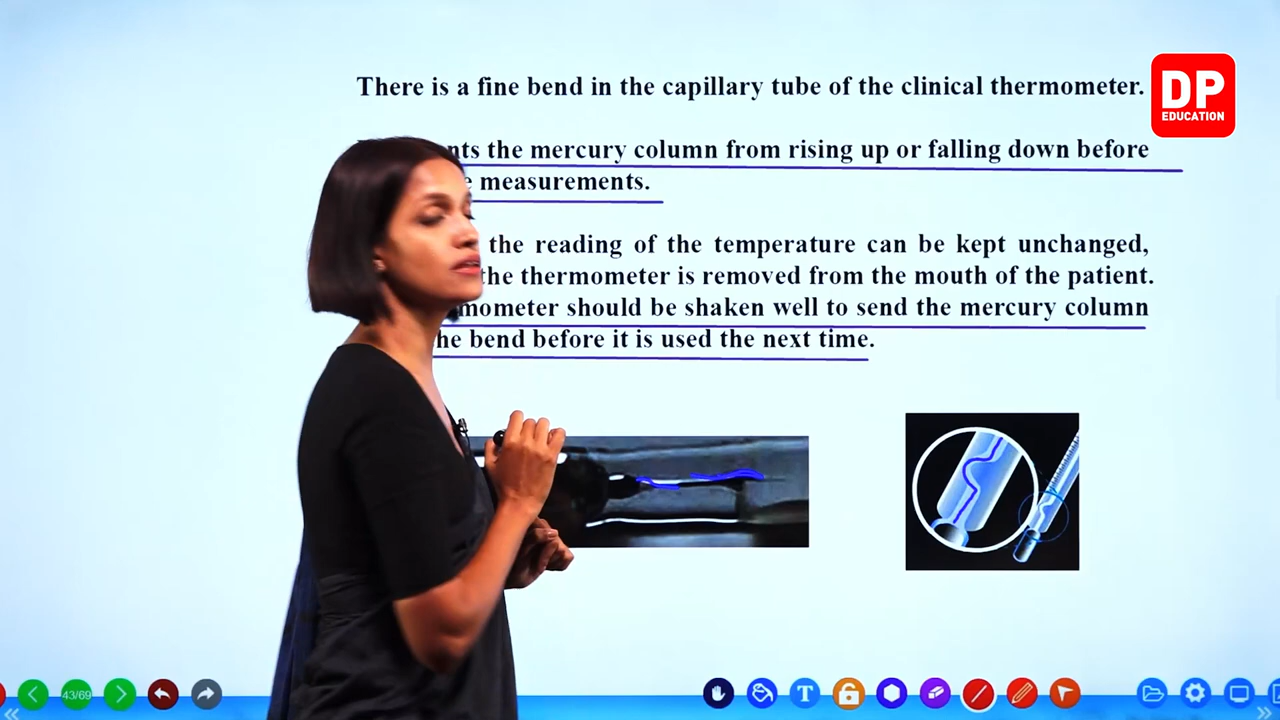 There is a fine bend in the capillary tube of the clinical thermometer.
DP
EDUCATION
the mercury column from rising up or falling down before
measurements.
the reading of the temperature can be kept unchanged,
the thermometer is removed from the mouth of the patient.
should be shaken well to send the mercury column
bend before it is used the next time.
43/69
T